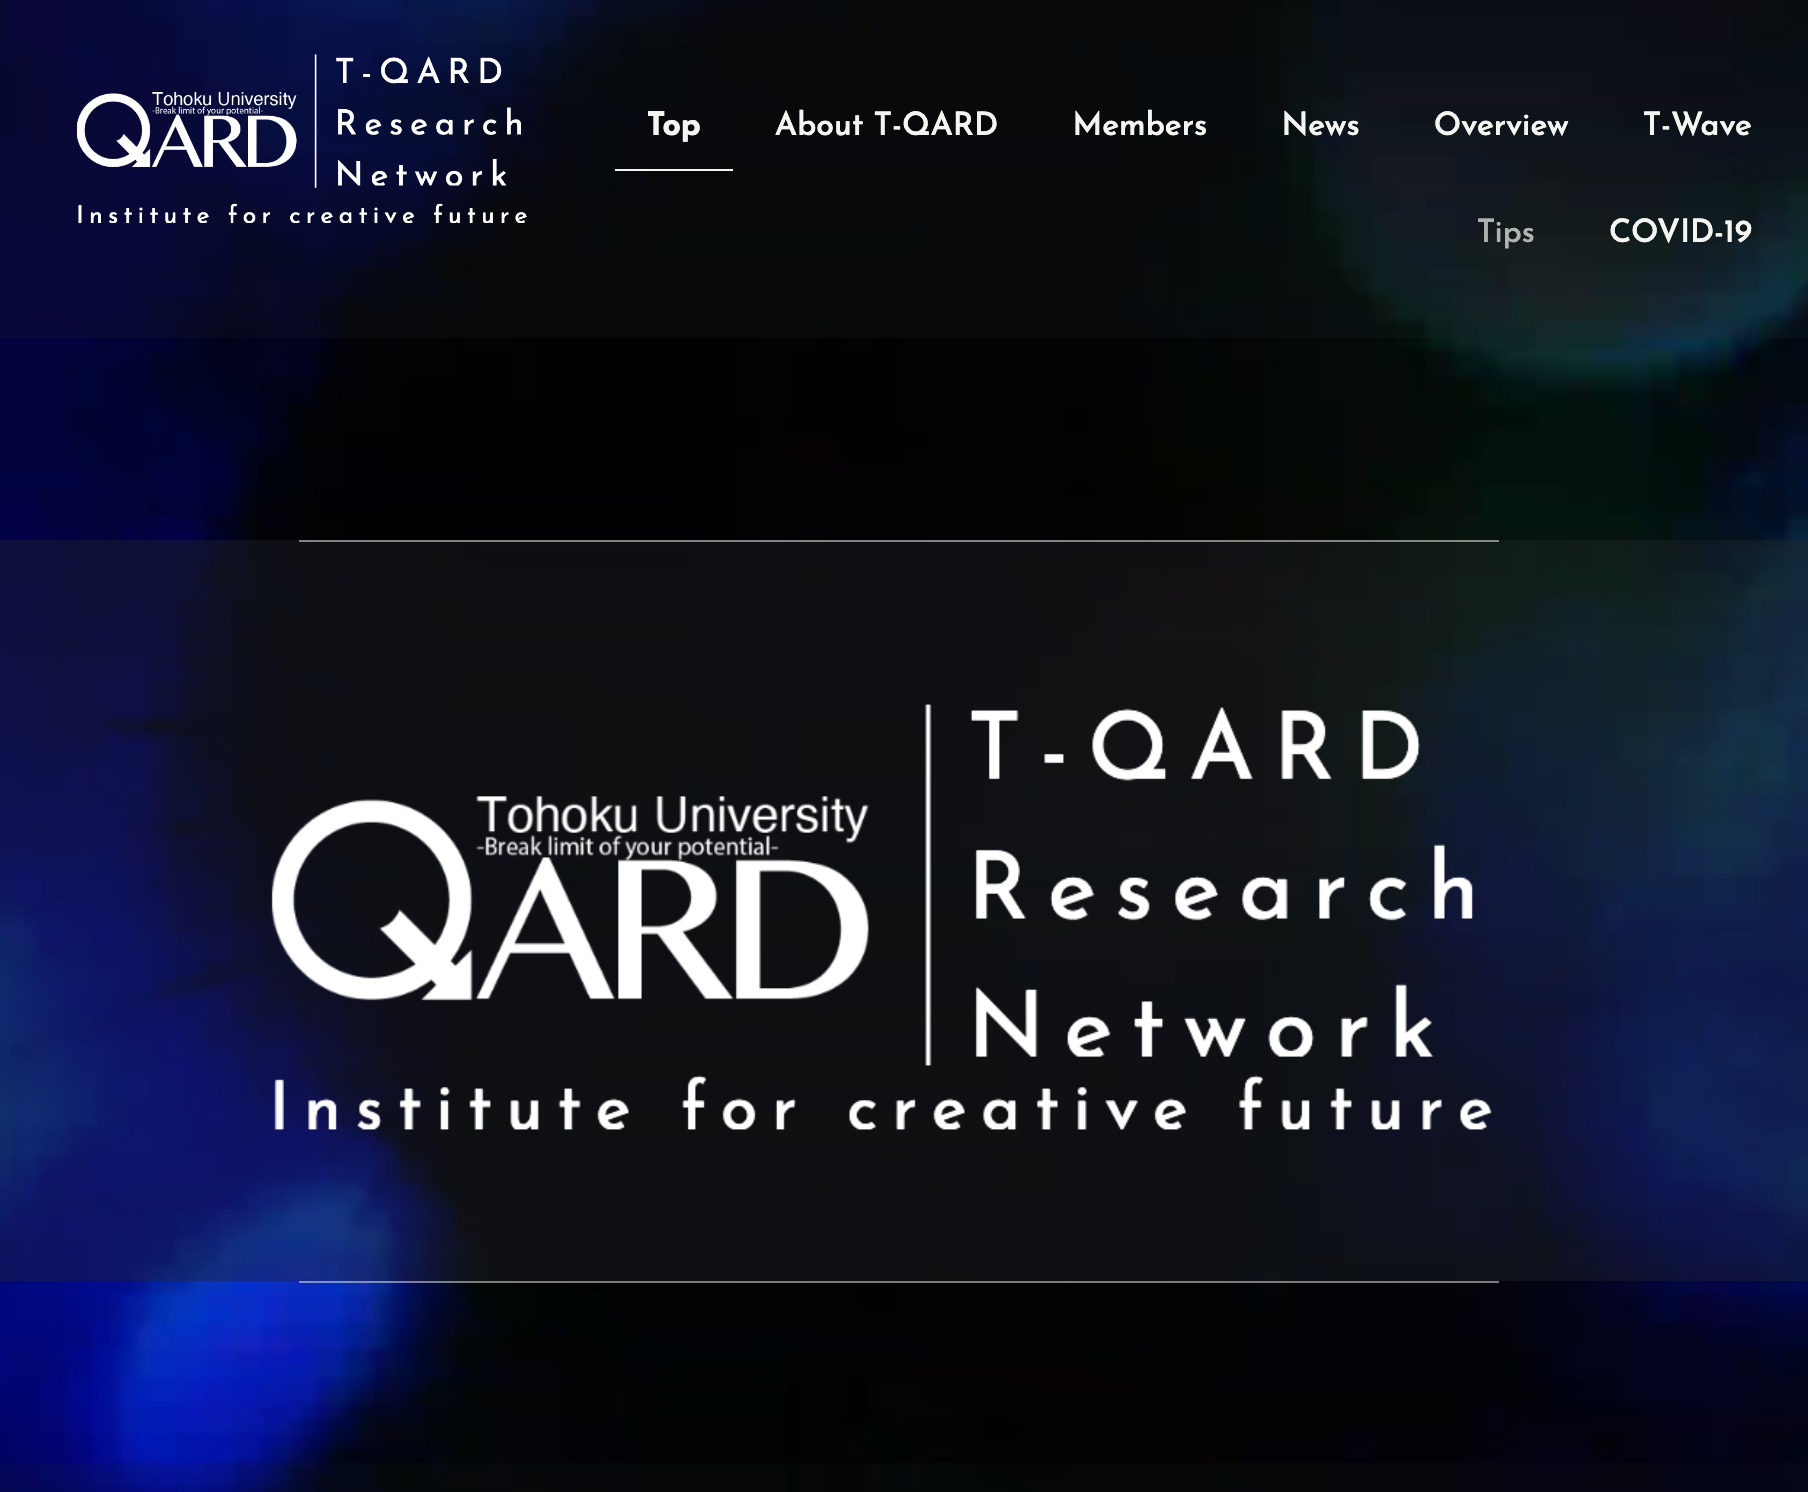 Tohoku University
-Break limit of your potential-
QARD
T-QARD
Research
Network
Institute for creative future
Top About T-QARD Members News Overview T-Wave
Tips COVID-19
Tohoku University
-Break limit of your potential-
QARD
T-QARD
Research
Network
Institute for creative future